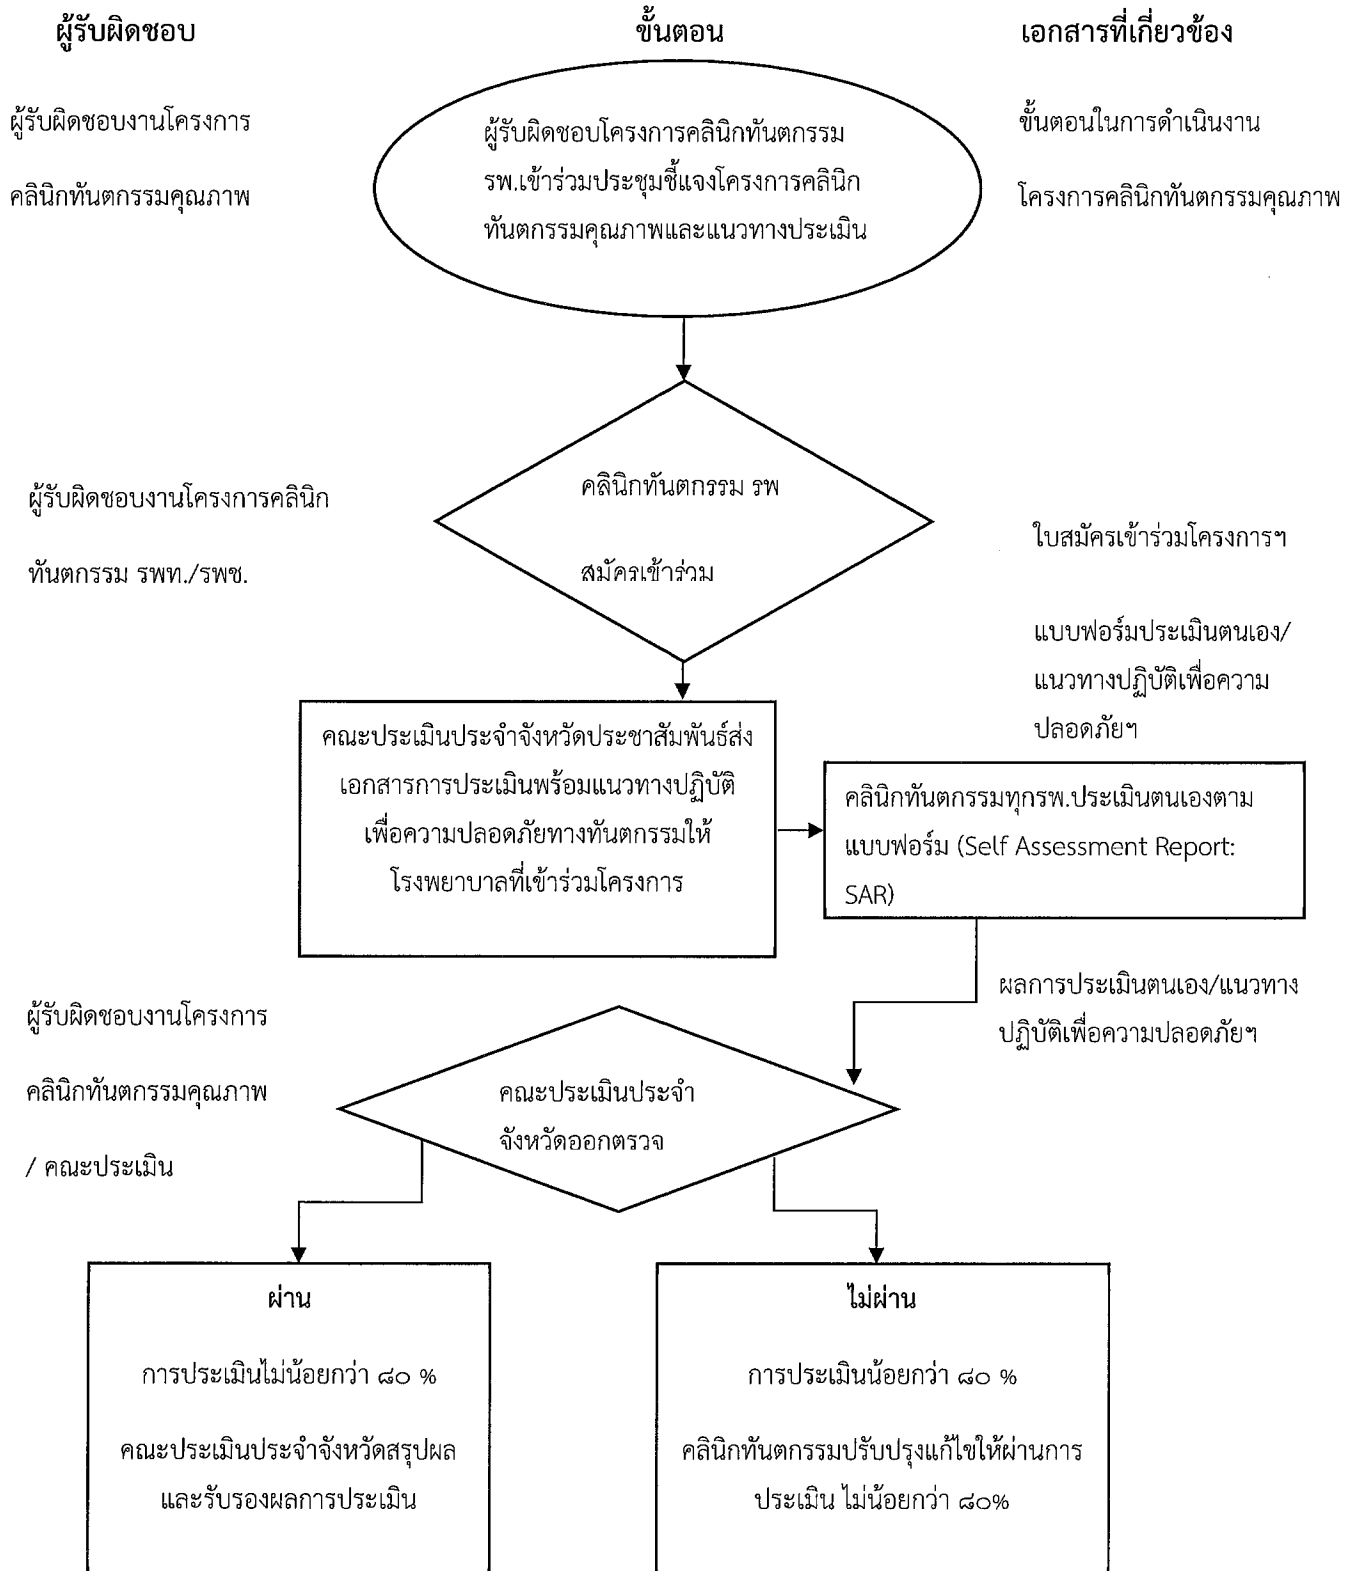 ผู้รับผิดชอบ
ขั้นตอน
เอกสารที่เกี่ยวข้อง
ผู้รับผิดชอบงานโครงการ
คลินิกทันตกรรมคุณภาพ
ผู้รับผิดชอบโครงการคลินิกทันตกรรม
รพ.เข้าร่วมประชุมชี้แจงโครงการคลินิก
ทันตกรรมคุณภาพและแนวทางประเมิน
ขั้นตอนในการดำเนินงาน
โครงการคลินิกทันตกรรมคุณภาพ
ผู้รับผิดชอบงานโครงการคลินิก
ทันตกรรม รพท./รพช.
คลินิกทันตกรรม รพ
สมัครเข้าร่วม
ใบสมัครเข้าร่วมโครงการฯ
แบบฟอร์มประเมินตนเอง/
แนวทางปฏิบัติเพื่อความ
ปลอดภัยฯ
คณะประเมินประจำจังหวัดประชาสัมพันธ์ส่ง
เอกสารการประเมินพร้อมแนวทางปฏิบัติ
เพื่อความปลอดภัยทางทันตกรรมให้
โรงพยาบาลที่เข้าร่วมโครงการ
คลินิกทันตกรรมทุกรพ.ประเมินตนเองตาม
แบบฟอร์ม (Self Assessment Report:
SAR)
ผลการประเมินตนเอง/แนวทาง
ปฏิบัติเพื่อความปลอดภัยฯ
ผู้รับผิดชอบงานโครงการ
คลินิกทันตกรรมคุณภาพ
/ คณะประเมิน
คณะประเมินประจำ
จังหวัดออกตรวจ
ผ่าน
การประเมินไม่น้อยกว่า ๘๐ %
คณะประเมินประจำจังหวัดสรุปผล
และรับรองผลการประเมิน
ไม่ผ่าน
การประเมินน้อยกว่า ๘๐ %
คลินิกทันตกรรมปรับปรุงแก้ไขให้ผ่านการ
ประเมิน ไม่น้อยกว่า ๘๐%